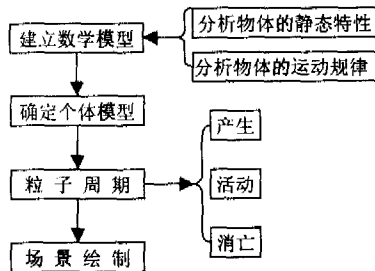 分析物体的静态特性
建立数学模型
分析物体的运动规律
确定个体模型
产生
粒子周期
活动
消亡
场景绘制